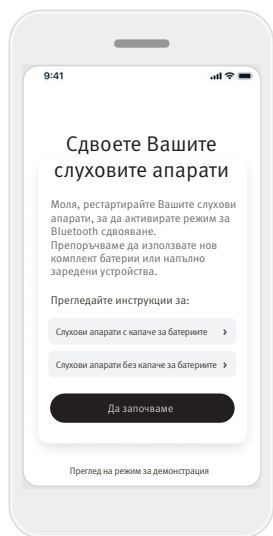 9:41
Сдвоете Вашите
слуховите апарати
Моля, рестартирайте Вашите слухови
апарати, за да активирате режим за
Bluetooth сдвояване.
Препоръчваме да използвате нов
комплект батерии или напълно
заредени устройства.
Прегледайте инструкции за:
Слухови апарати с капаче за батериите
Слухови апарати без капаче за батериите
Да започваме
Преглед на режим за демонстрация